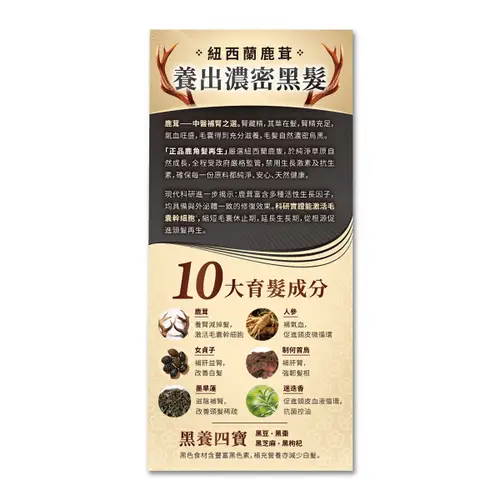 紐西蘭鹿茸
養出濃密黑髮
鹿茸——中醫補腎之選。腎藏精，其華在髮，腎精充足，
氣血旺盛，毛囊得到充分滋養，毛髮自然濃密烏黑。
「正品鹿角髮再生」嚴選紐西蘭鹿隻，於純淨草原自
然成長，全程受政府嚴格監管，禁用生長激素及抗生
素，確保每一份原料都純淨、安心、天然健康。
現代科研進一步揭示：鹿茸富含多種活性生長因子，
均具備與外泌體一致的修復效果。科研實證能激活毛
囊幹細胞，縮短毛囊休止期，延長生長期，從根源促
進頭髮再生。
10大育髮成分
鹿茸
養腎減掉髮，
激活毛囊幹細胞
人參
補氣血，
促進頭皮微循環
女貞子
補肝益腎，
改善白髮
制何首烏
補肝腎，
強韌髮根
墨旱蓮
滋陰補腎，
改善頭髮稀疏
迷迭香
促進頭皮血液循環，
抗菌控油
黑養四寶
黑豆・黑棗
黑芝麻・黑枸杞
黑色食材含豐富黑色素，補充營養亦減少白髮。